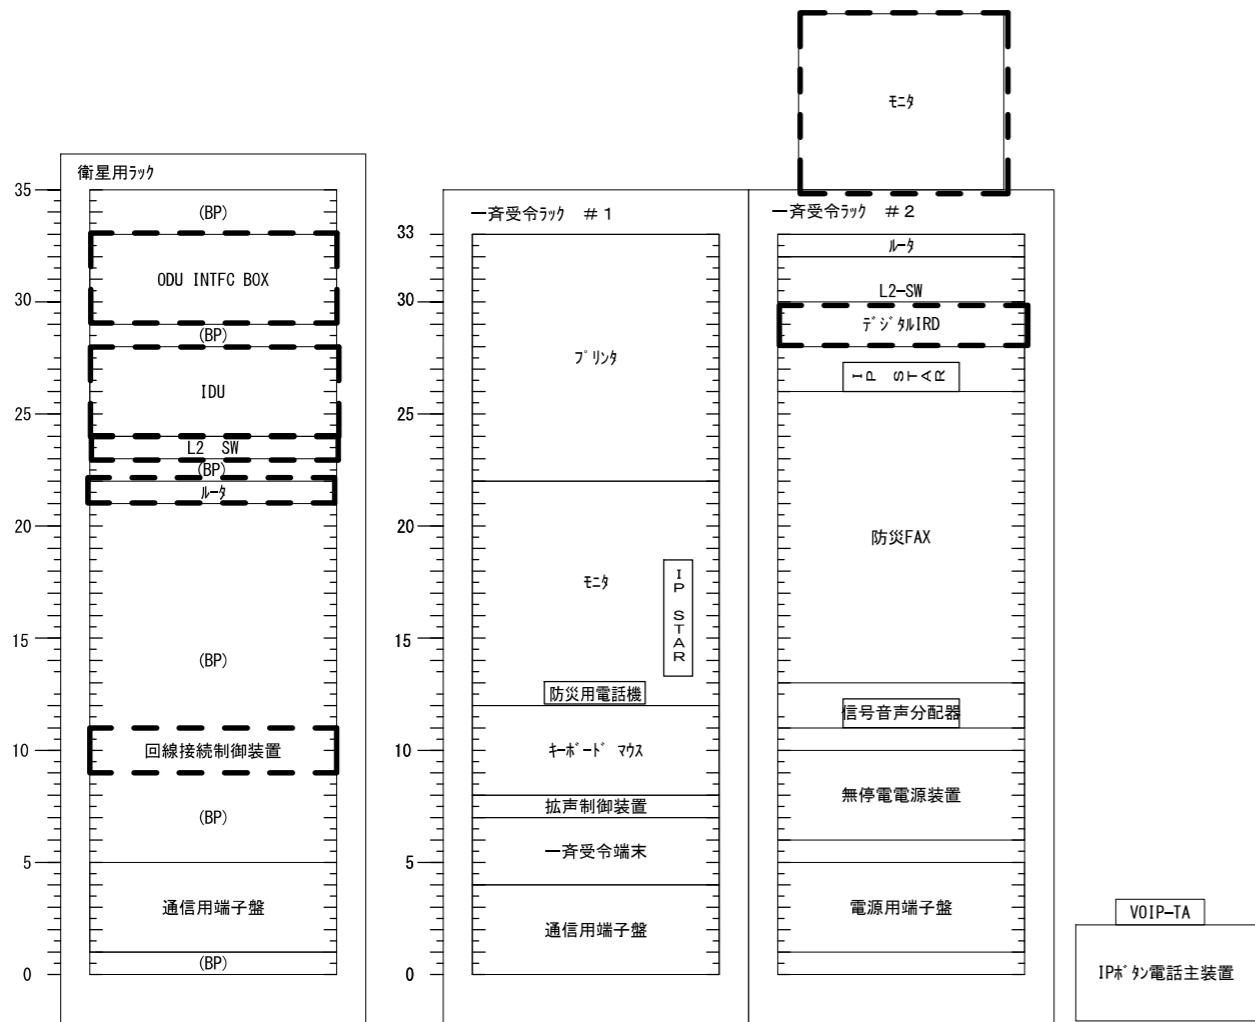 モニタ
衛星用ラック
35
(BP)
ODU INTFC BOX
30
(BP)
IDU
25
L2 SW
(BP)
ルータ
20
15
(BP)
10
回線接続制御装置
(BP)
5
通信用端子盤
(BP)
0
一斉受令ラック #1
33
30
プリンタ
25
20
モニタ
IP STAR
15
防災用電話機
10
キーボード マウス
拡声制御装置
一斉受令端末
5
通信用端子盤
0
一斉受令ラック #2
ルータ
L2-SW
デジタルIRD
IP STAR
防災FAX
信号音声分配器
無停電電源装置
電源用端子盤
VOIP-TA
IPボタン電話主装置